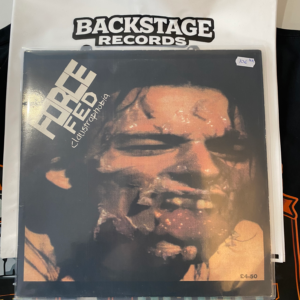 BACKSTAGE
RECORDS
FORCE
FED
claustrophobia
£4.50